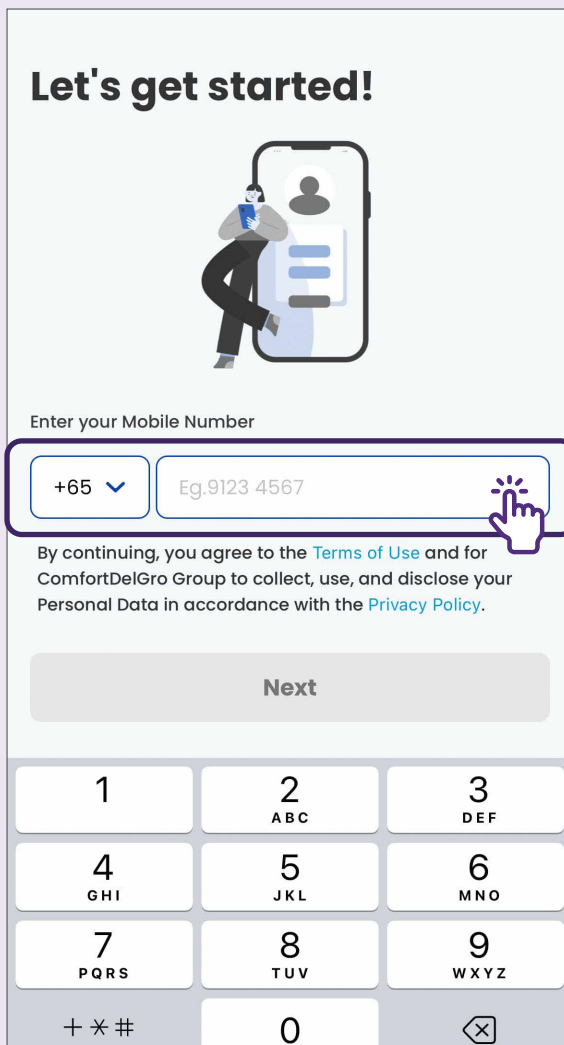 Let's get started!
Enter your Mobile Number
+65 Eg.9123 4567
By continuing, you agree to the Terms of Use and for
ComfortDelGro Group to collect, use, and disclose your
Personal Data in accordance with the Privacy Policy.
Next
1 2 3
ABC DEF
4 5 6
GHI JKL MNO
7 8 9
PQRS TUV WXYZ
+*# 0